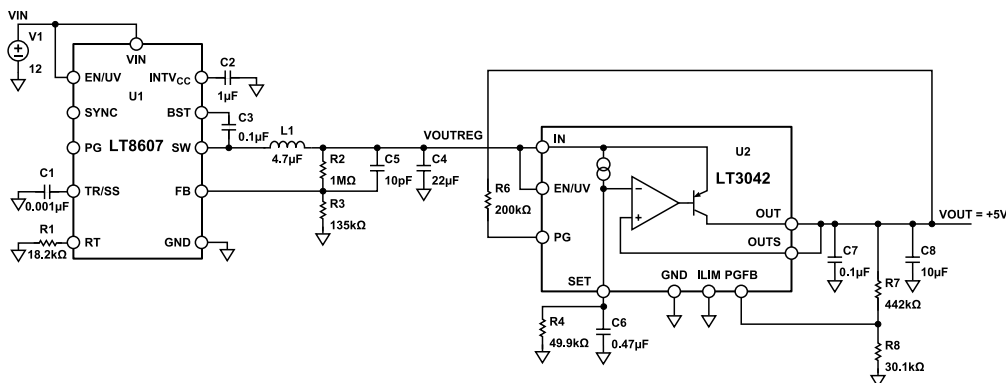 VIN
V1
12
VIN
EN/UV
U1
INTVCC
C2
1µF
SYNC
BST
C3
0.1µF
PG
LT8607
SW
L1
4.7µF
VOUTREG
C1
0.001µF
TR/SS
FB
R2
1MΩ
C5
10pF
C4
22µF
R3
135kΩ
R1
18.2kΩ
RT
GND
R6
200kΩ
IN
U2
LT3042
EN/UV
PG
OUT
OUTS
VOUT = +5V
SET
GND
ILIM
PGFB
C7
0.1µF
C8
10µF
R7
442kΩ
R4
49.9kΩ
C6
0.47µF
R8
30.1kΩ